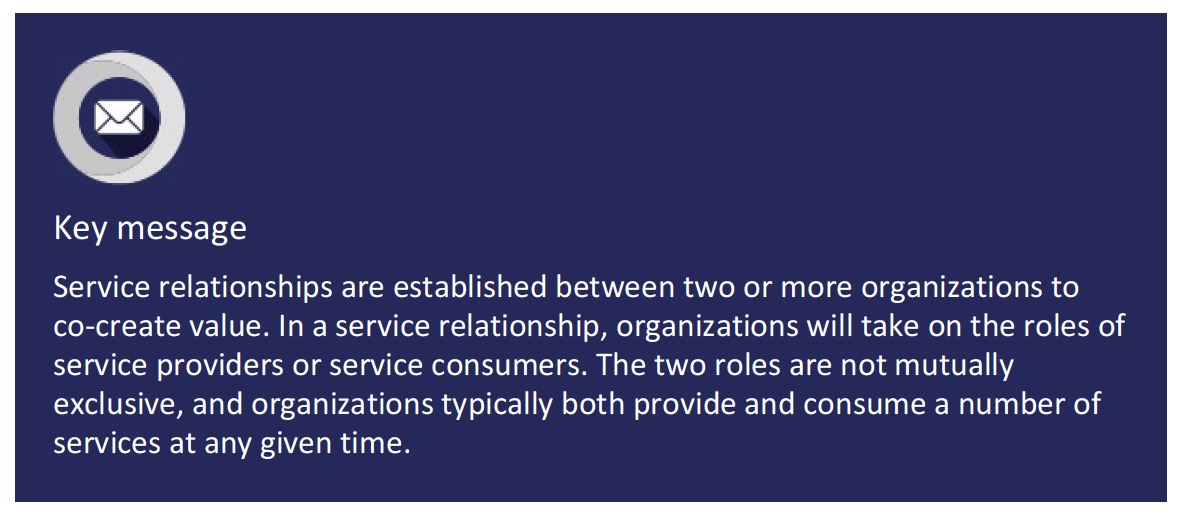 Key message
Service relationships are established between two or more organizations to
co-create value. In a service relationship, organizations will take on the roles of
service providers or service consumers. The two roles are not mutually
exclusive, and organizations typically both provide and consume a number of
services at any given time.